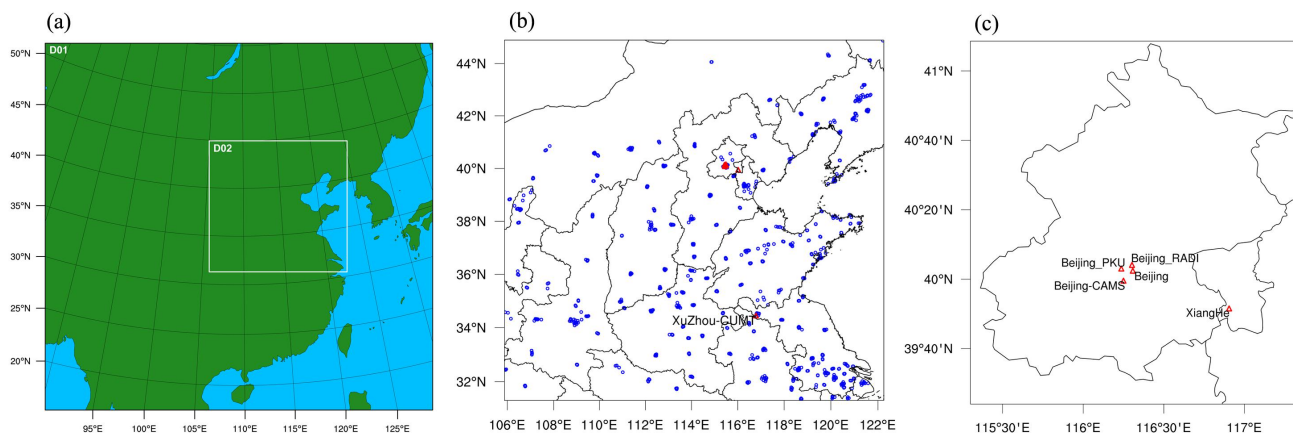 (a)
(b)
(c)
D01
D02
50°N
45°N
40°N
35°N
30°N
25°N
20°N
95°E
100°E
105°E
110°E
115°E
120°E
125°E
44°N
42°N
40°N
38°N
36°N
34°N
32°N
XuZhou-CUMT
106°E
108°E
110°E
112°E
114°E
116°E
118°E
120°E
122°E
41°N
40°40'N
40°20'N
40°N
39°40'N
Beijing_PKU
Beijing_RADI
Beijing
Beijing-CAMS
XiangHe
115°30'E
116°E
116°30'E
117°E